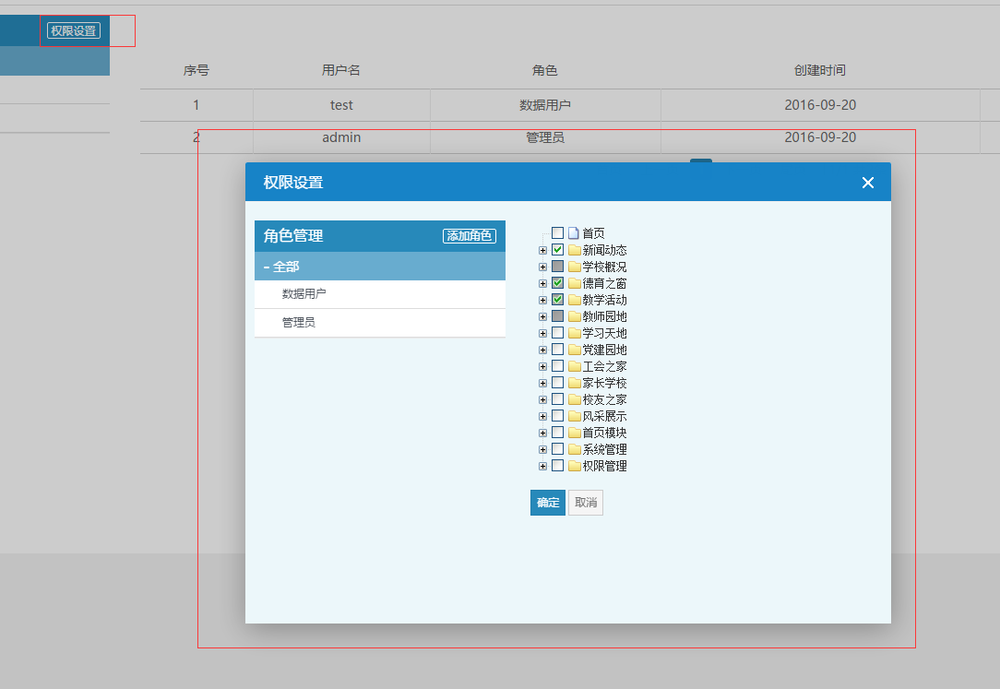 权限设置
序号 用户名 角色 创建时间
1 test 数据用户 2016-09-20
2 admin 管理员 2016-09-20
权限设置
角色管理 添加角色
- 全部
数据用户
管理员
首页
新闻动态
学校概况
德育之窗
教学活动
教师园地
学习天地
党建园地
工会之家
家长学校
校友之家
风采展示
首页模块
系统管理
权限管理
确定 取消